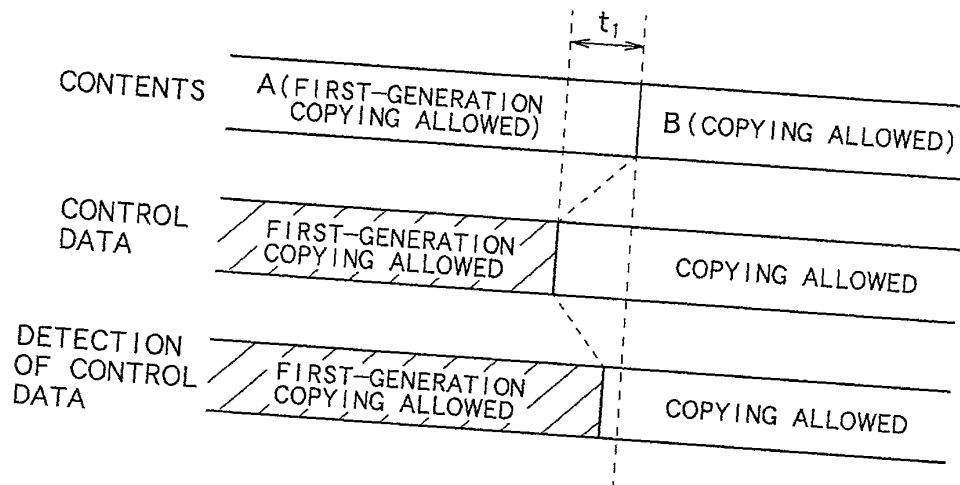 t1
CONTENTS
A(FIRST-GENERATION
COPYING ALLOWED)
B(COPYING ALLOWED)
CONTROL
DATA
FIRST-GENERATION
COPYING ALLOWED
COPYING ALLOWED
DETECTION
OF CONTROL
DATA
FIRST-GENERATION
COPYING ALLOWED
COPYING ALLOWED